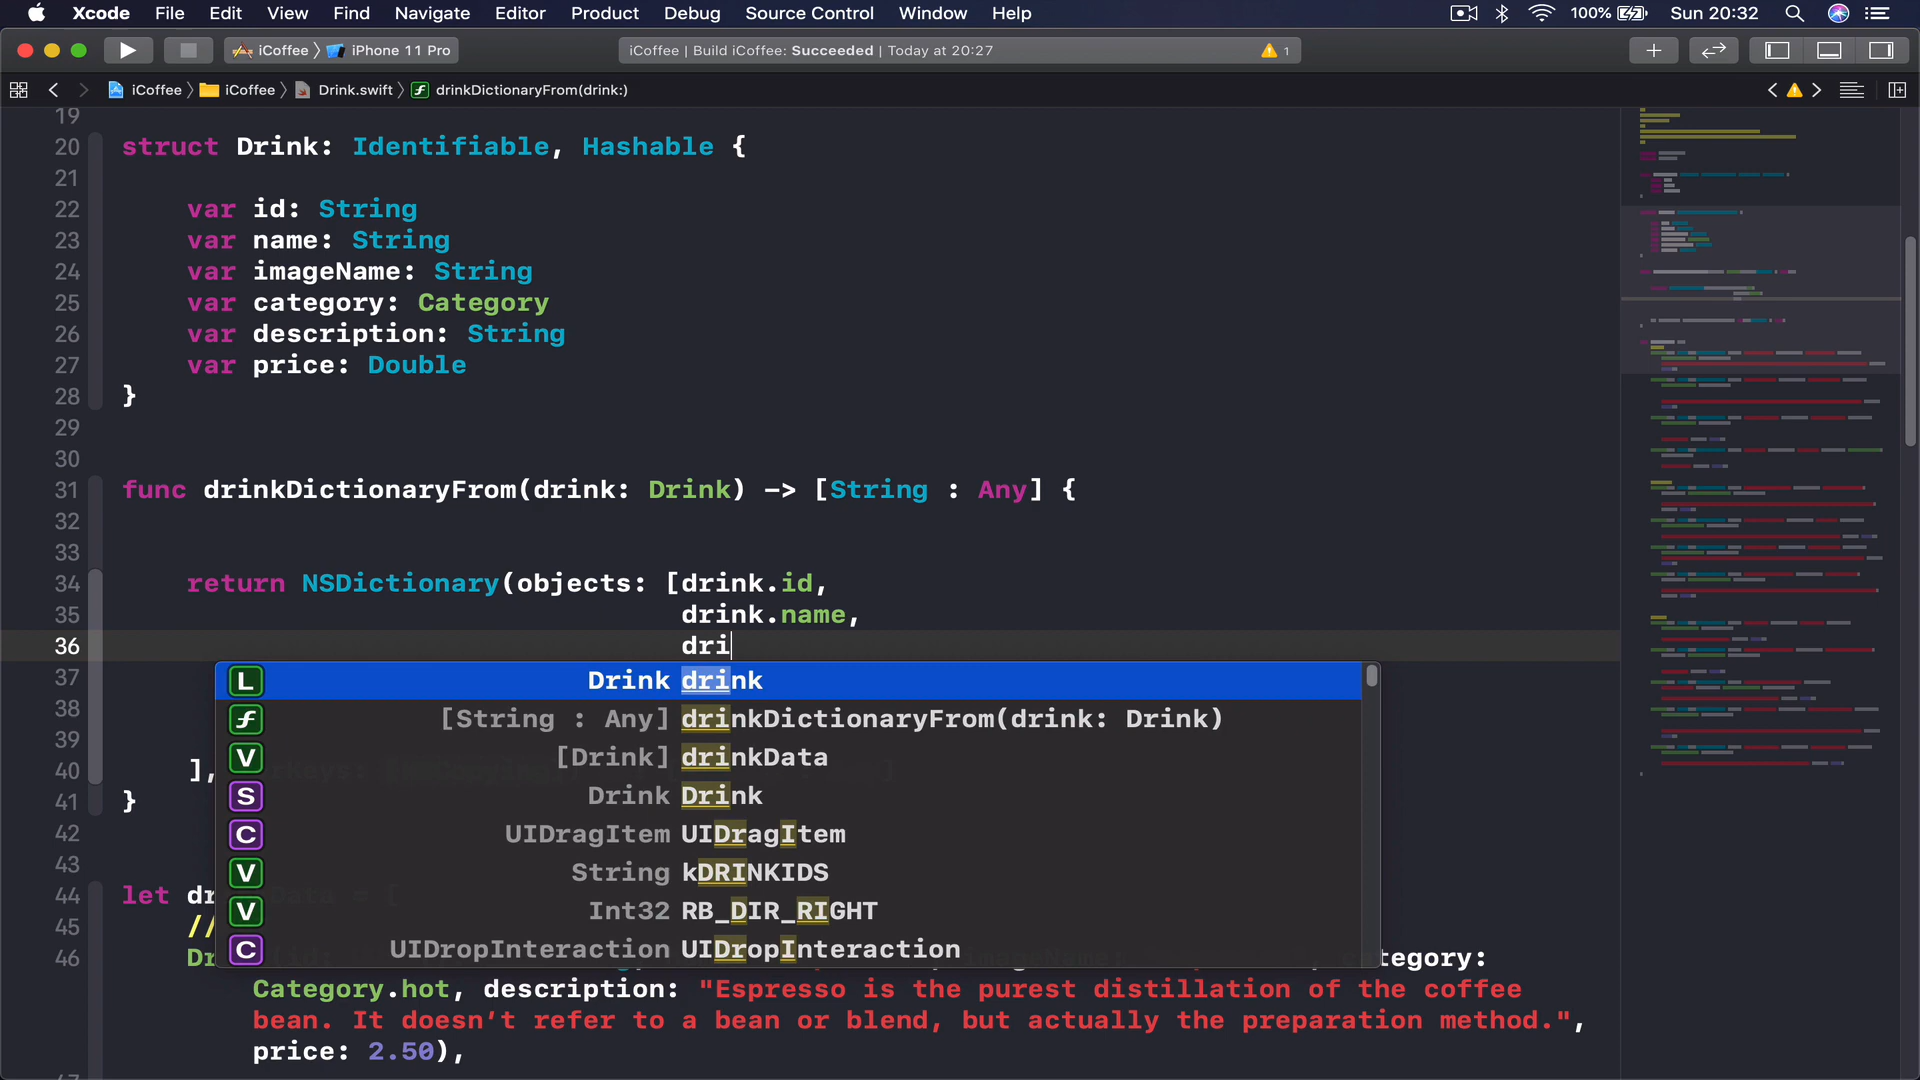 Xcode File Edit View Find Navigate Editor Product Debug Source Control Window Help 100% Sun 20:32
iCoffee 〉 iPhone 11 Pro iCoffee | Build iCoffee: Succeeded | Today at 20:27 1
iCoffee 〉 iCoffee 〉 Drink.swift 〉 drinkDictionaryFrom(drink:)
19
20 struct Drink: Identifiable, Hashable {
21
22 var id: String
23 var name: String
24 var imageName: String
25 var category: Category
26 var description: String
27 var price: Double
28 }
29
30
31 func drinkDictionaryFrom(drink: Drink) -> [String : Any] {
32
33
34 return NSDictionary(objects: [drink.id,
35 drink.name,
36 dri
37 L Drink drink
38 f [String : Any] drinkDictionaryFrom(drink: Drink)
39 V [Drink] drinkData
40 ],
41 } S Drink Drink
42 C UIDragItem UIDragItem
43 V String kDRINKIDS
44 let V Int32 RB_DIR_RIGHT
45 //
46 C UIDropInteraction UIDropInteraction category:
Category.hot, description: "Espresso is the purest distillation of the coffee
bean. It doesn’t refer to a bean or blend, but actually the preparation method.",
price: 2.50),
47